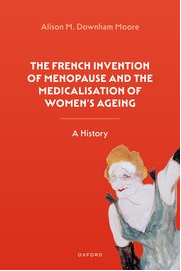 Alison M. Downham Moore
THE FRENCH INVENTION
OF MENOPAUSE AND THE
MEDICALISATION OF
WOMEN'S AGEING
A History
OXFORD